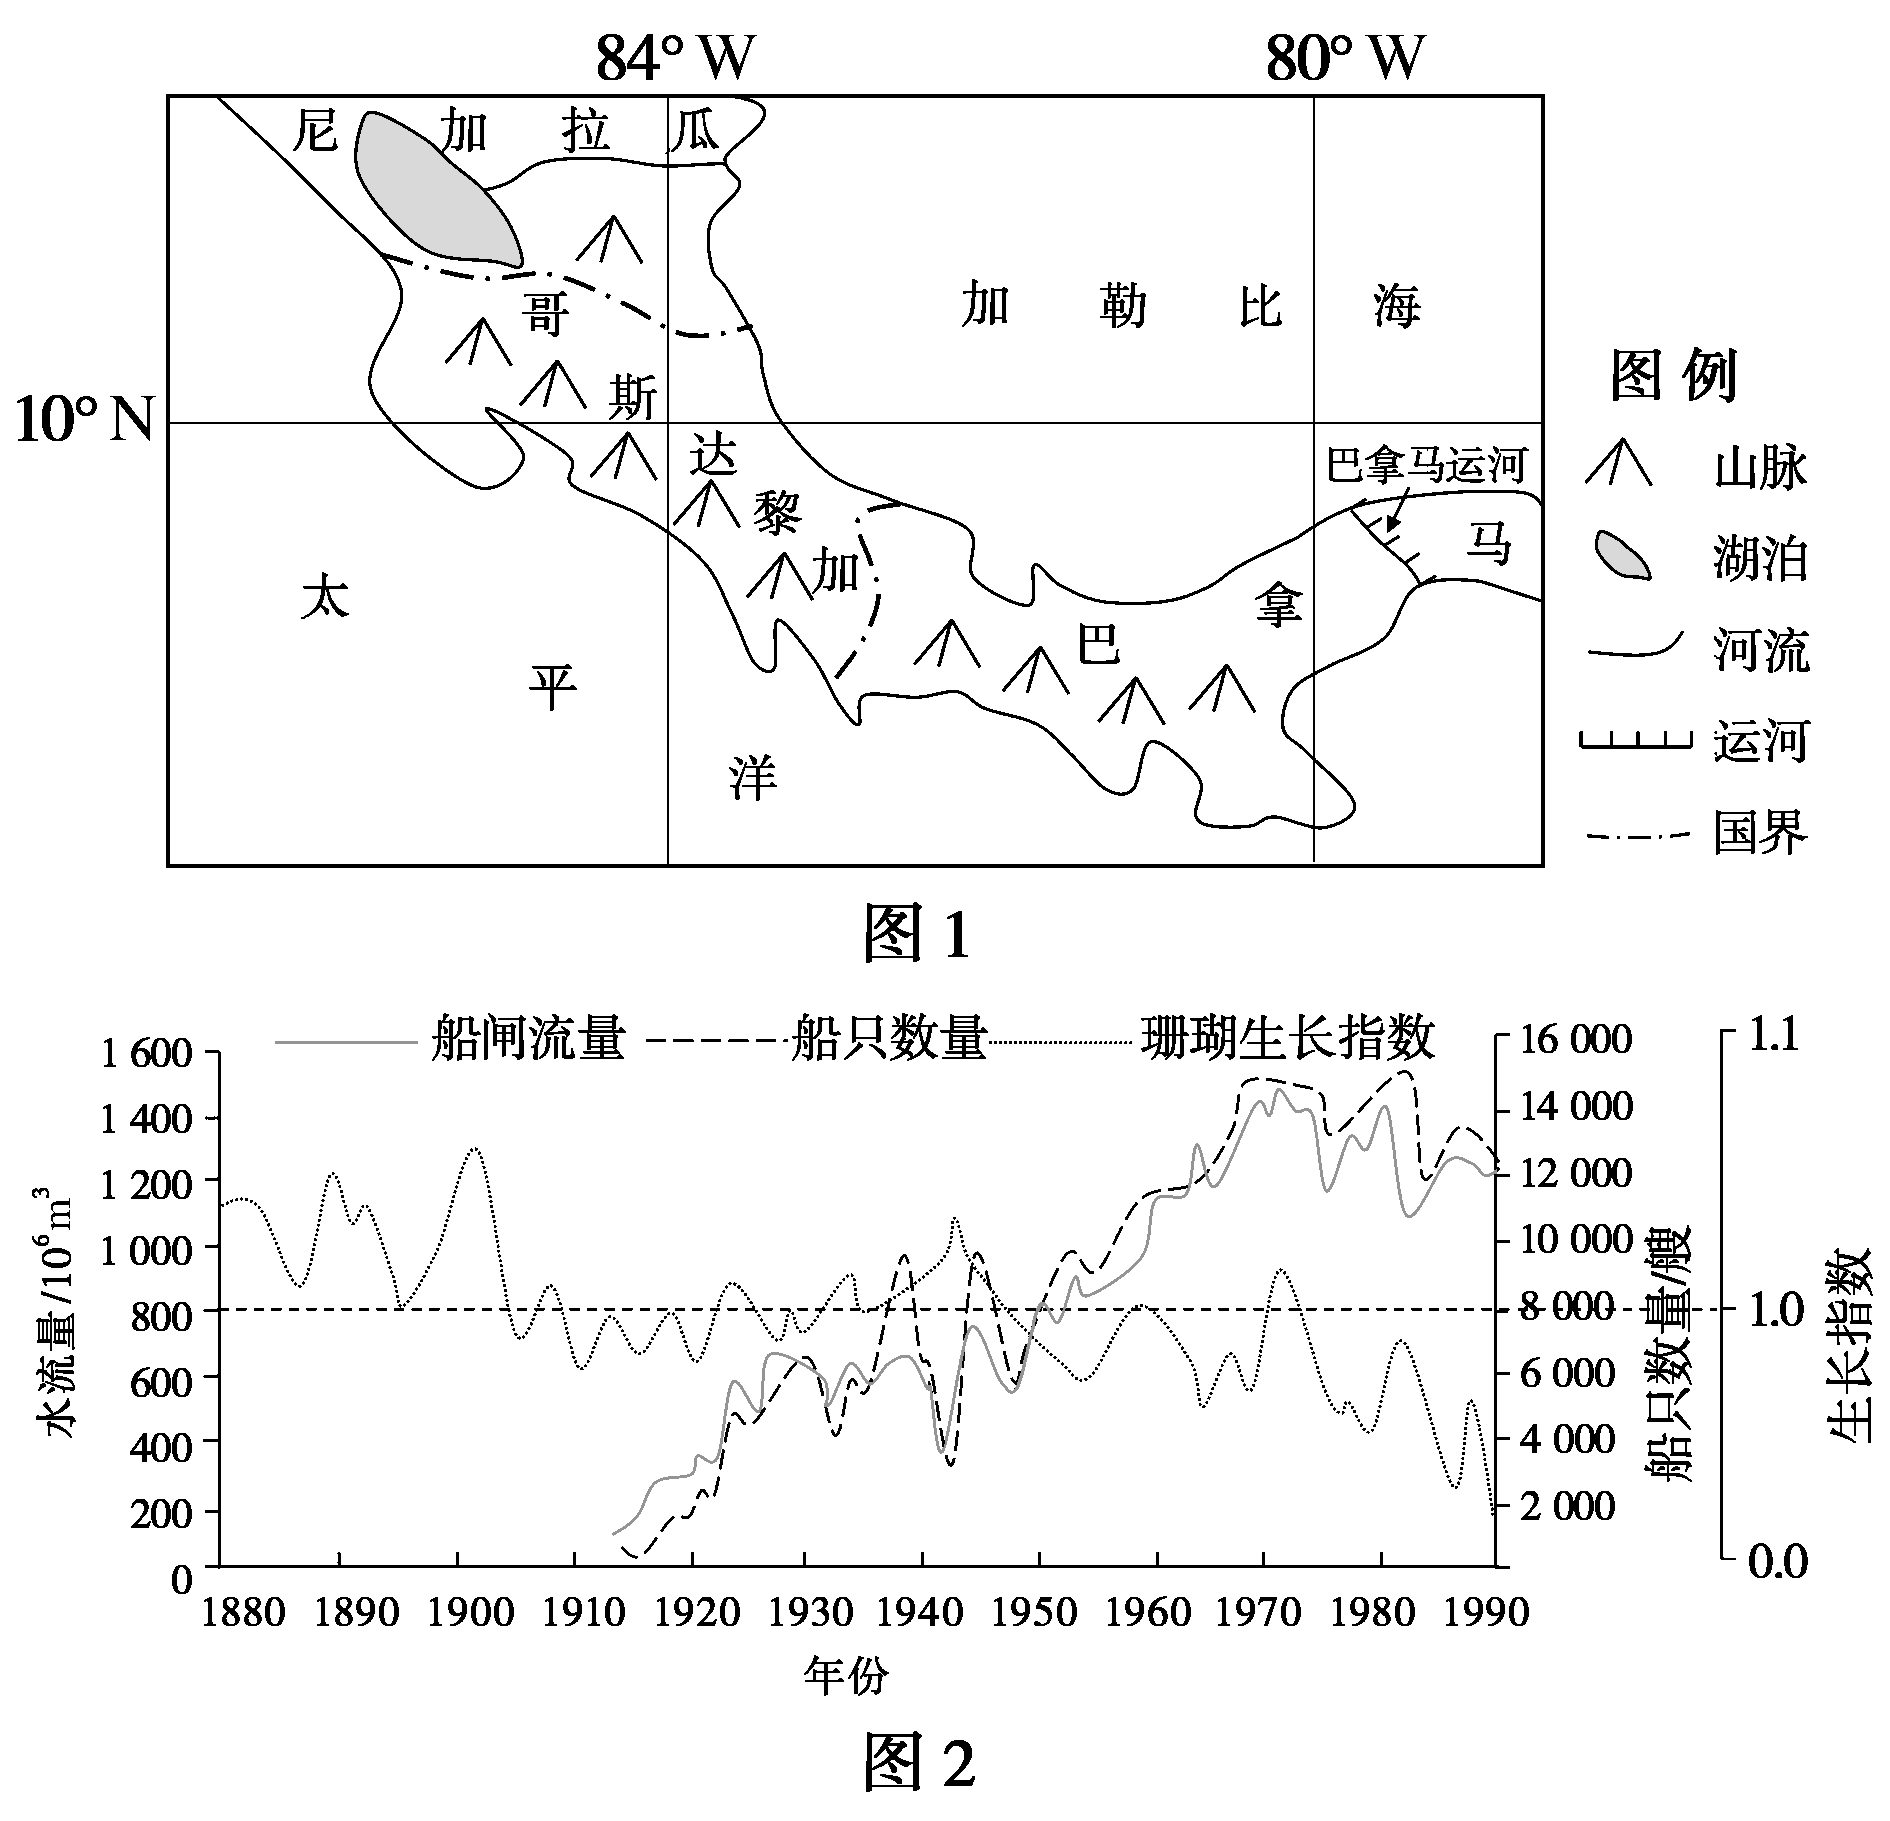 84° W 80° W
尼加拉瓜
哥斯达黎加
加勒比海
10° N
巴拿马运河
巴拿马
太平洋
图例
山脉
湖泊
河流
运河
国界
图 1
船闸流量 船只数量 珊瑚生长指数
水流量/10⁶m³
1 600
1 400
1 200
1 000
800
600
400
200
0
16 000
14 000
12 000
10 000
8 000
6 000
4 000
2 000
船只数量/艘
1.1
1.0
0.0
生长指数
1880 1890 1900 1910 1920 1930 1940 1950 1960 1970 1980 1990
年份
图 2